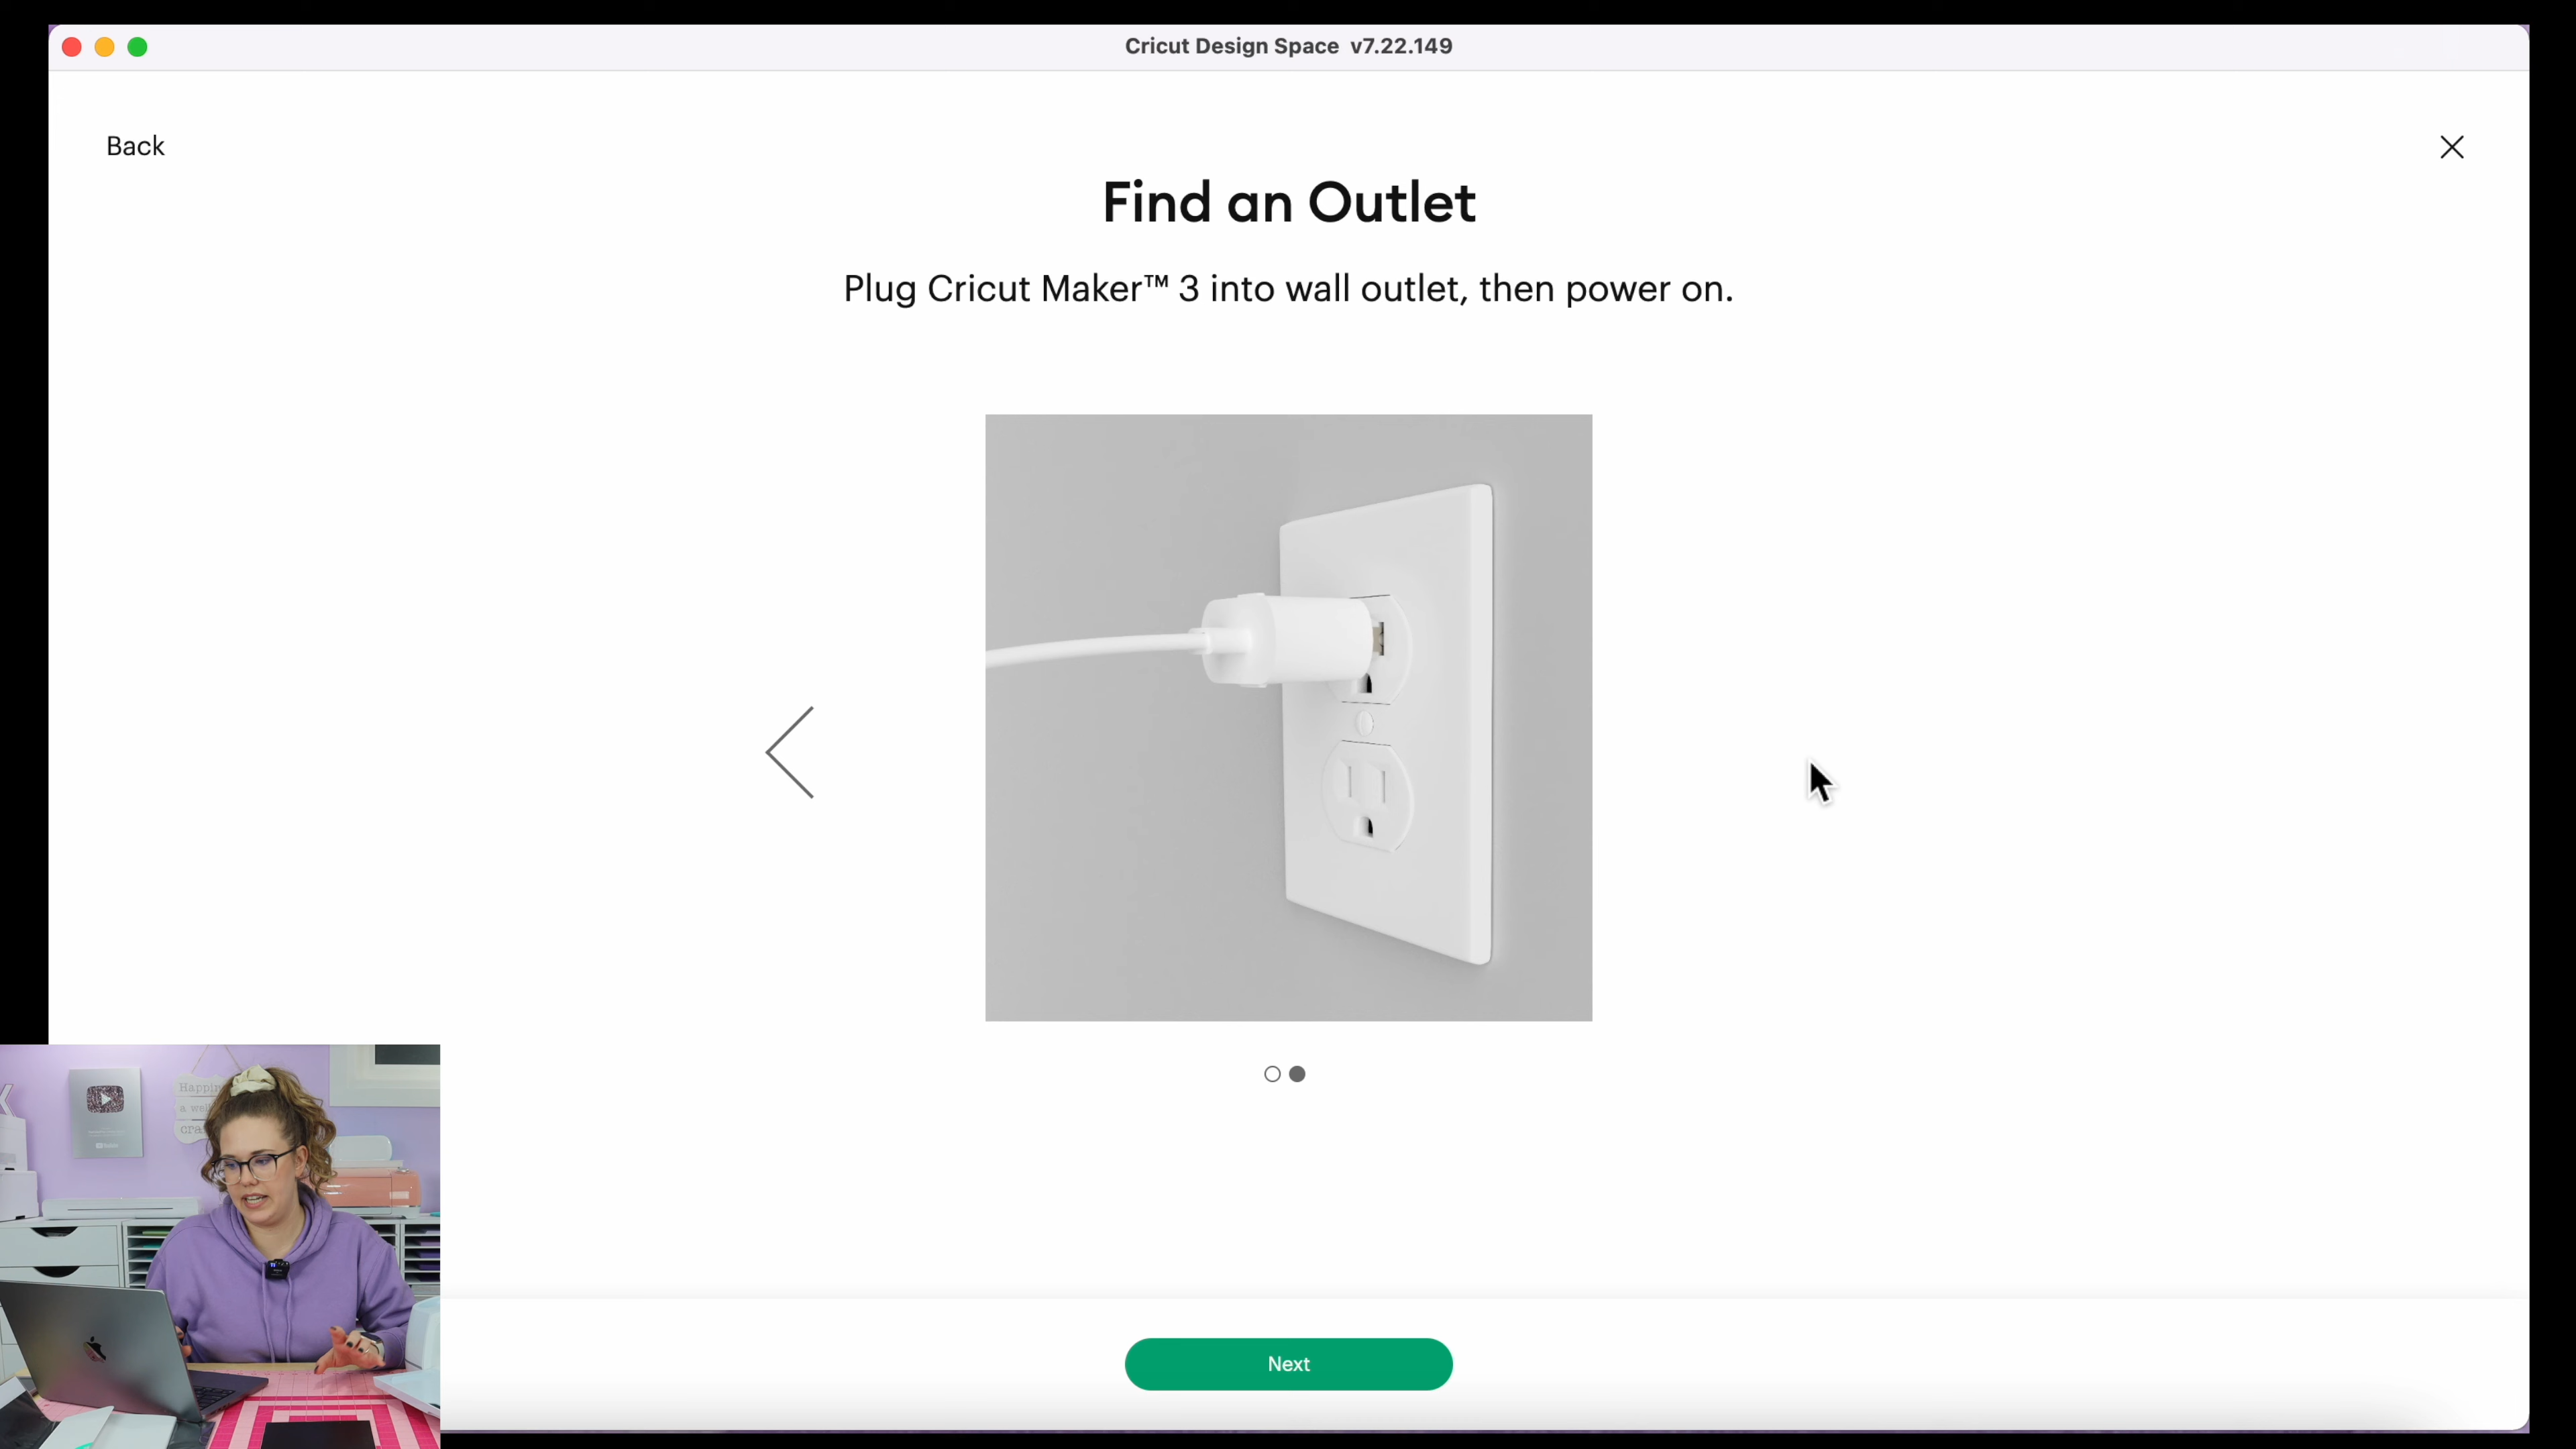 Cricut Design Space v7.22.149
Back
Find an Outlet
Plug Cricut Maker™ 3 into wall outlet, then power on.
a
Next